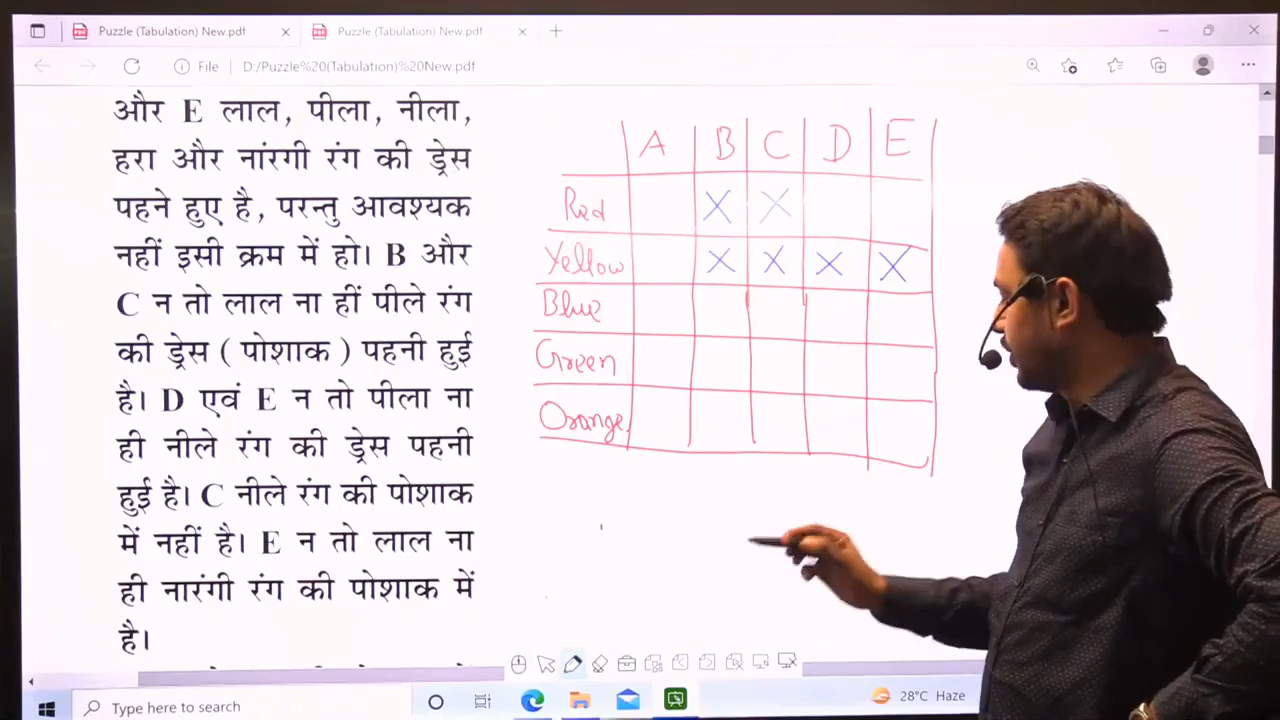 Puzzle (Tabulation) New.pdf
Puzzle (Tabulation) New.pdf
File D:/Puzzle%20(Tabulation)%20New.pdf
और E लाल, पीला, नीला,
हरा और नांरगी रंग की ड्रेस
पहने हुए है, परन्तु आवश्यक
नहीं इसी क्रम में हो। B और
C न तो लाल ना हीं पीले रंग
की ड्रेस ( पोशाक ) पहनी हुई
है। D एवं E न तो पीला ना
ही नीले रंग की ड्रेस पहनी
हुई है। C नीले रंग की पोशाक
में नहीं है। E न तो लाल ना
ही नारंगी रंग की पोशाक में
है।
A B C D E
Red X X
Yellow X X X X
Blue
Green
Orange
Type here to search
28°C Haze